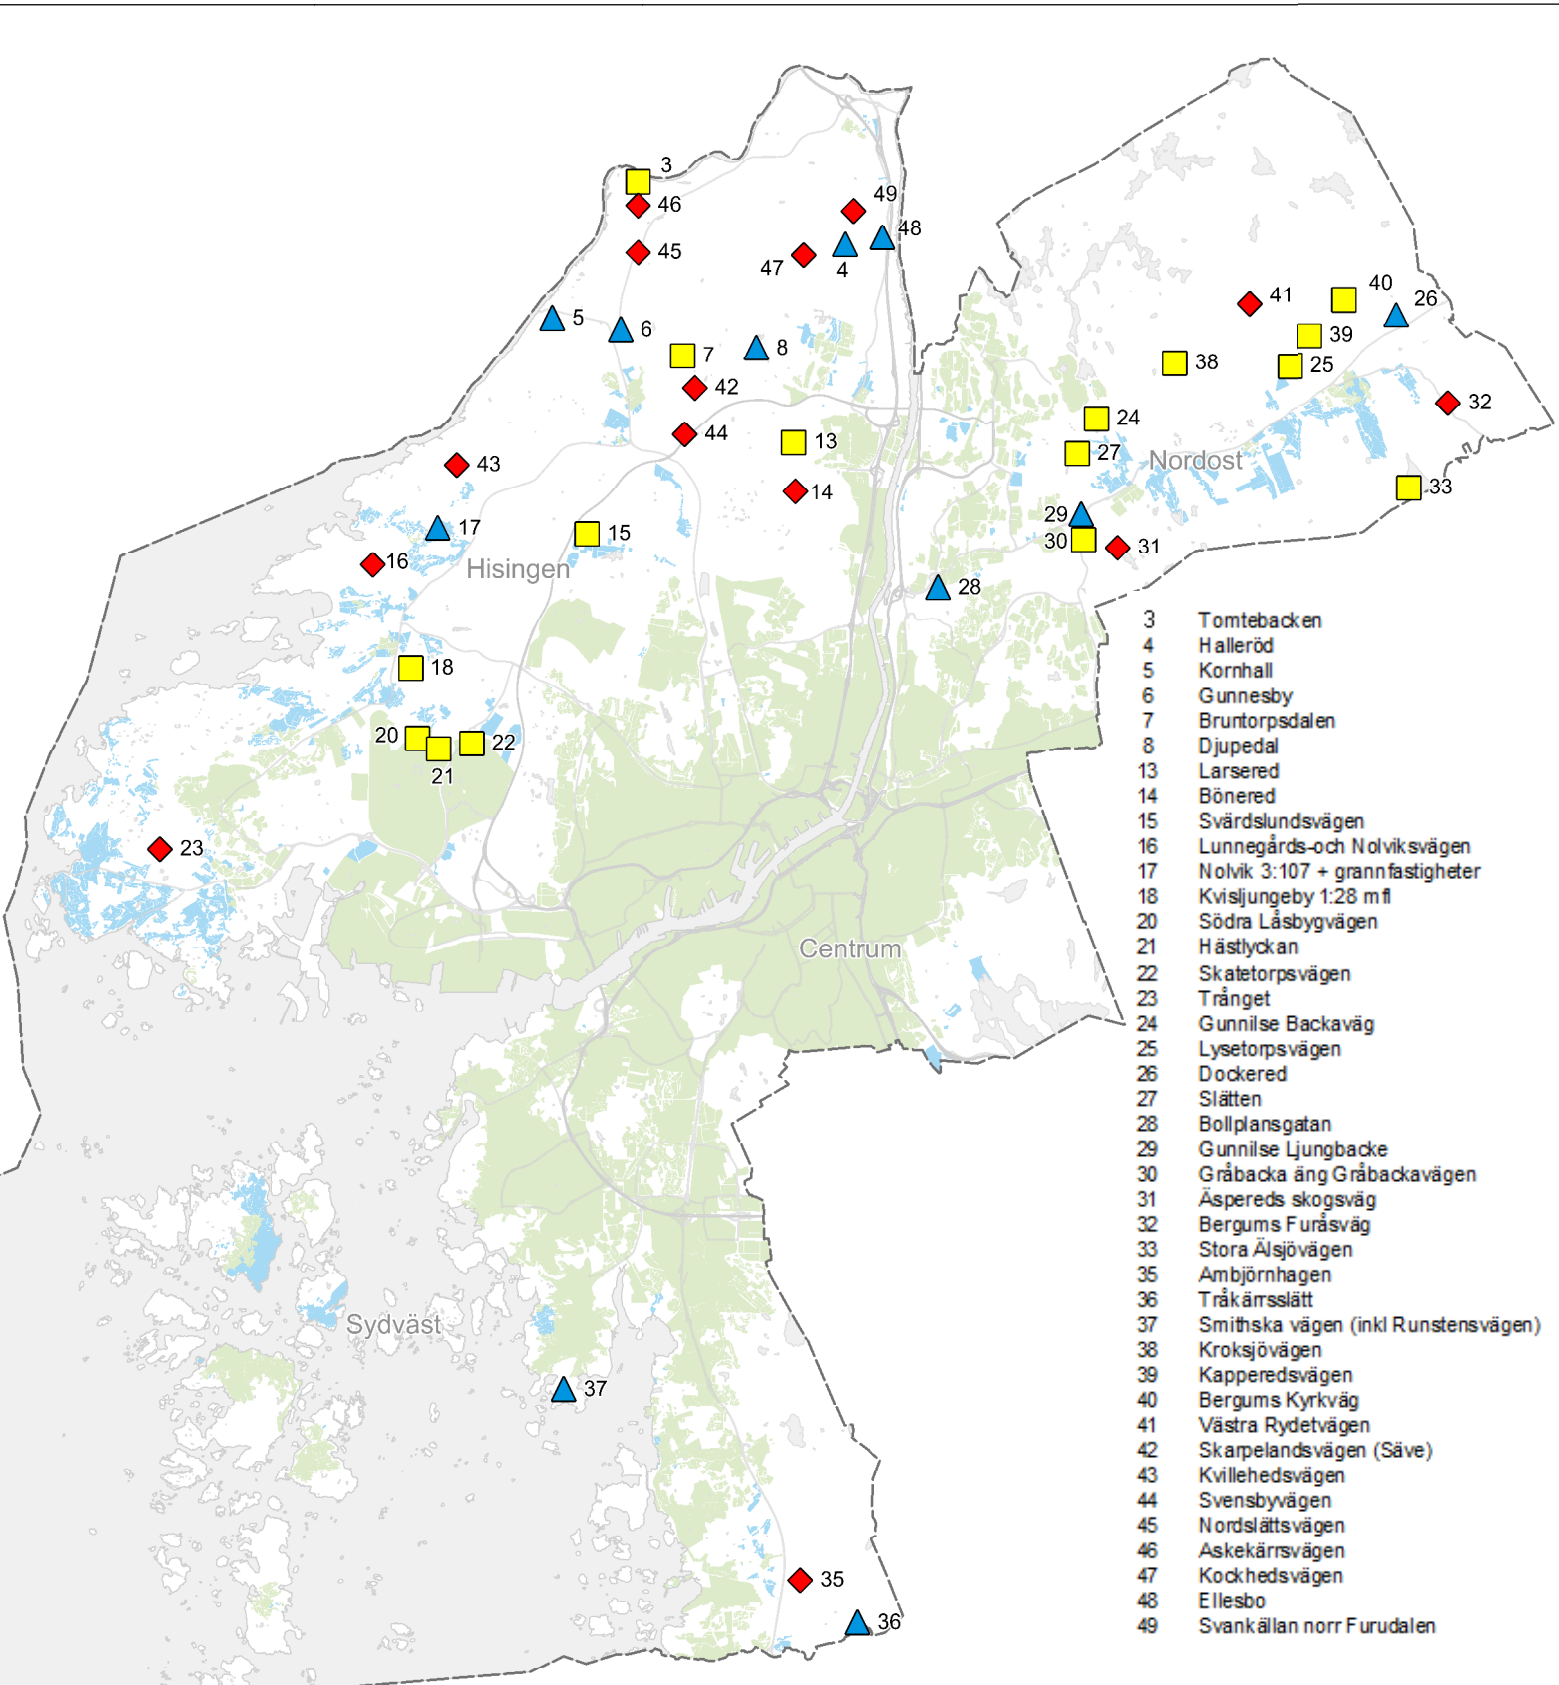 3
46
45
49
48
47
4
5
6
7
8
42
44
13
14
43
17
16
15
Hisingen
18
20
21
22
23
41
40
26
39
38
25
32
24
27
Nordost
33
29
30
31
28
Centrum
Sydväst
37
35
36
3 Tomtebacken
4 Halleröd
5 Kornhall
6 Gunnesby
7 Bruntorpsdalen
8 Djupedal
13 Larsered
14 Bönered
15 Svärdslundsvägen
16 Lunnegårds-och Nolviksvägen
17 Nolvik 3:107 + grannfastigheter
18 Kvisljungeby 1:28 mfl
20 Södra Låsbygvägen
21 Hästlyckan
22 Skatetorpsvägen
23 Trånget
24 Gunnilse Backaväg
25 Lysetorpsvägen
26 Dockered
27 Slätten
28 Bollplansgatan
29 Gunnilse Ljungbacke
30 Gråbacka äng Gråbackavägen
31 Äspereds skogsväg
32 Bergums Furåsväg
33 Stora Älsjövägen
35 Ambjörnhagen
36 Tråkärrsslätt
37 Smithska vägen (inkl Runstensvägen)
38 Kroksjövägen
39 Kapperedsvägen
40 Bergums Kyrkväg
41 Västra Rydetvägen
42 Skarpelandsvägen (Säve)
43 Kvillehedsvägen
44 Svensbyvägen
45 Nordslättsvägen
46 Askekärrsvägen
47 Kockhedsvägen
48 Ellesbo
49 Svankällan norr Furudalen